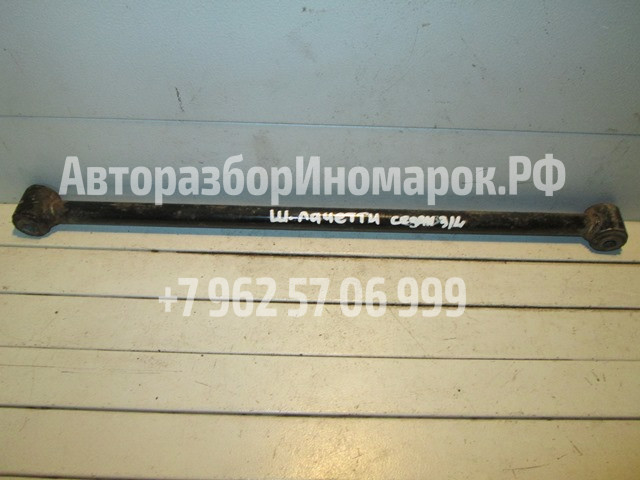 АвторазборИномарок.РФ
Ш-ЛАЧЕТТИ седан з/ц
+7 962 57 06 999